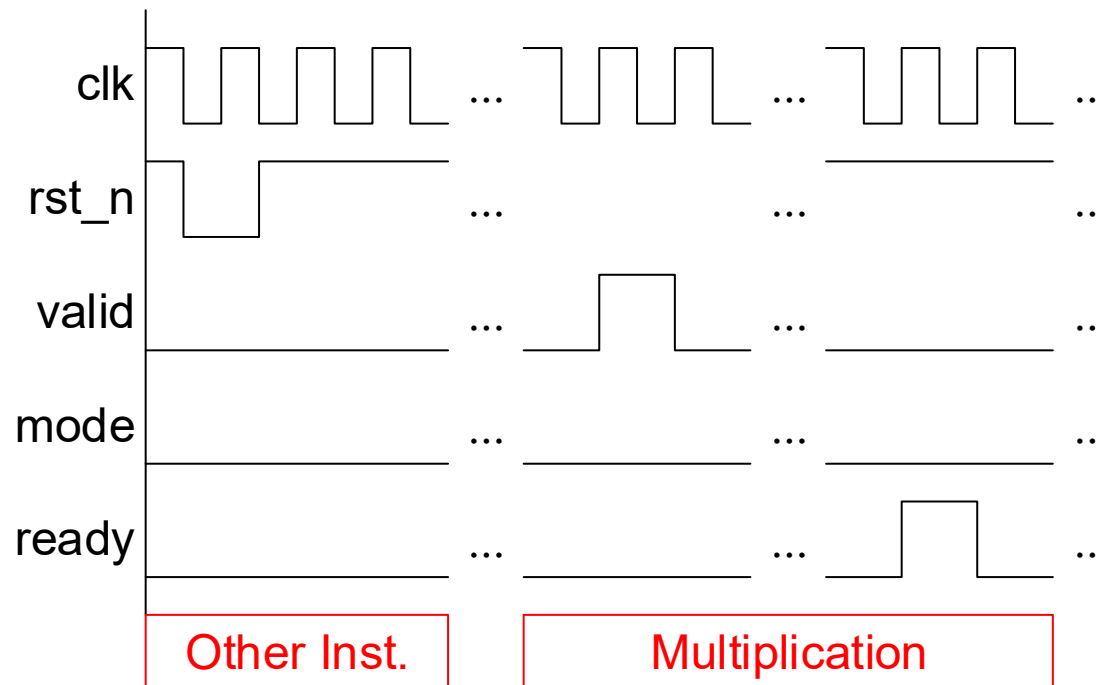 clk ... ... ..
rst_n ... ... ..
valid ... ... ..
mode ... ... ..
ready ... ... ..
Other Inst. Multiplication